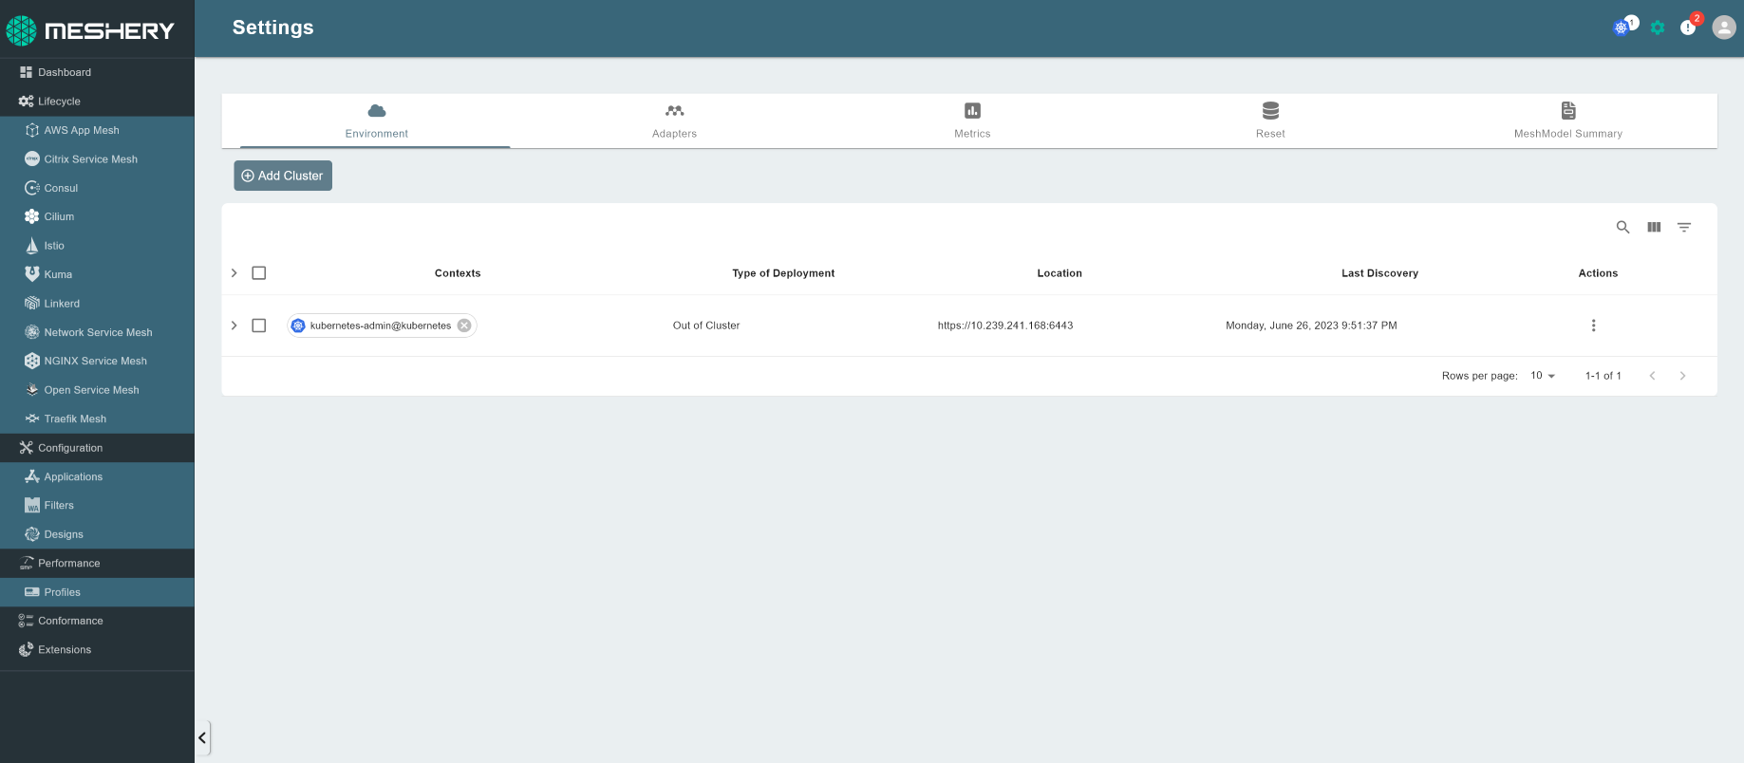 MESHERY
Settings
1
2
Dashboard
Lifecycle
AWS App Mesh
Citrix Service Mesh
Consul
Cilium
Istio
Kuma
Linkerd
Network Service Mesh
NGINX Service Mesh
Open Service Mesh
Traefik Mesh
Configuration
Applications
WA
Filters
Designs
Performance
Profiles
Conformance
Extensions
Environment
Adapters
Metrics
Reset
MeshModel Summary
Add Cluster
Contexts
Type of Deployment
Location
Last Discovery
Actions
kubernetes-admin@kubernetes
Out of Cluster
https://10.239.241.168:6443
Monday, June 26, 2023 9:51:37 PM
Rows per page:
10
1-1 of 1